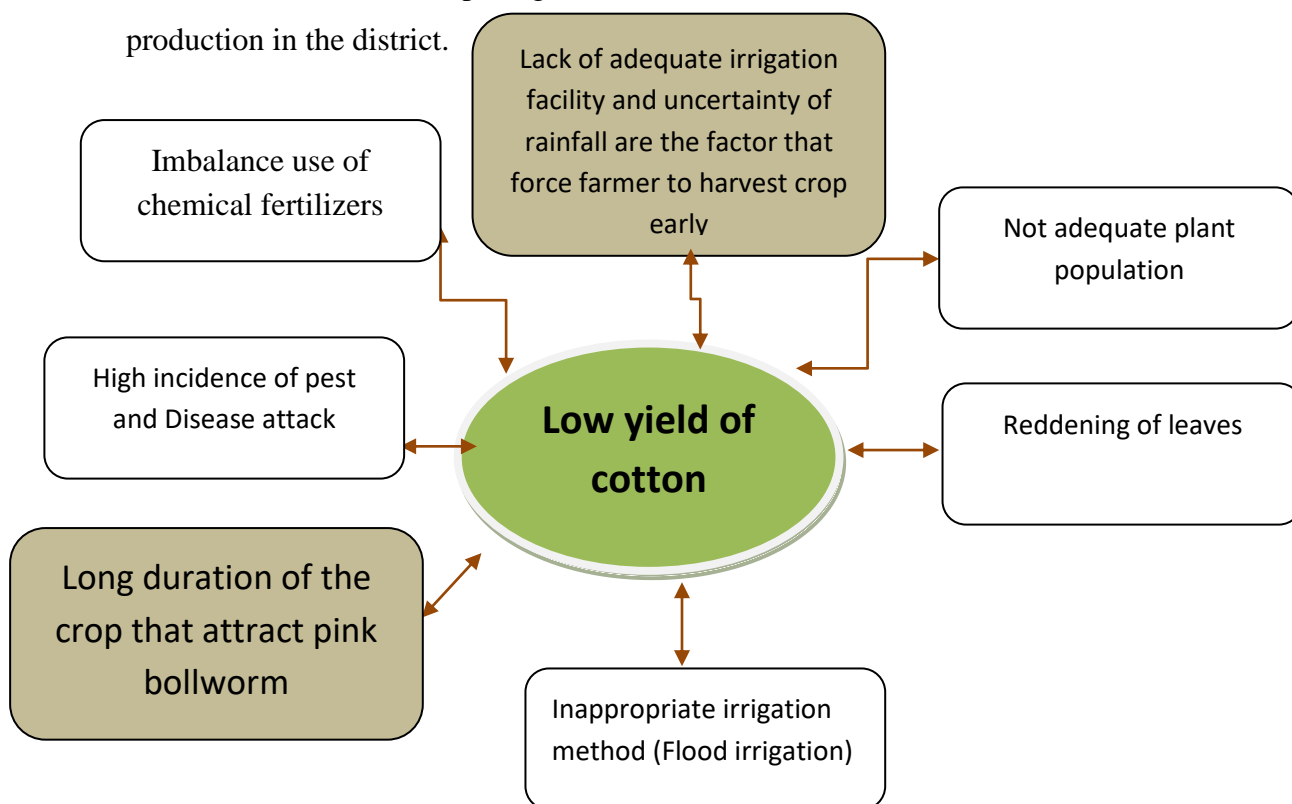 production in the district.
Lack of adequate irrigation
facility and uncertainty of
rainfall are the factor that
force farmer to harvest crop
early
Imbalance use of
chemical fertilizers
Not adequate plant
population
High incidence of pest
and Disease attack
Low yield of
cotton
Reddening of leaves
Long duration of the
crop that attract pink
bollworm
Inappropriate irrigation
method (Flood irrigation)